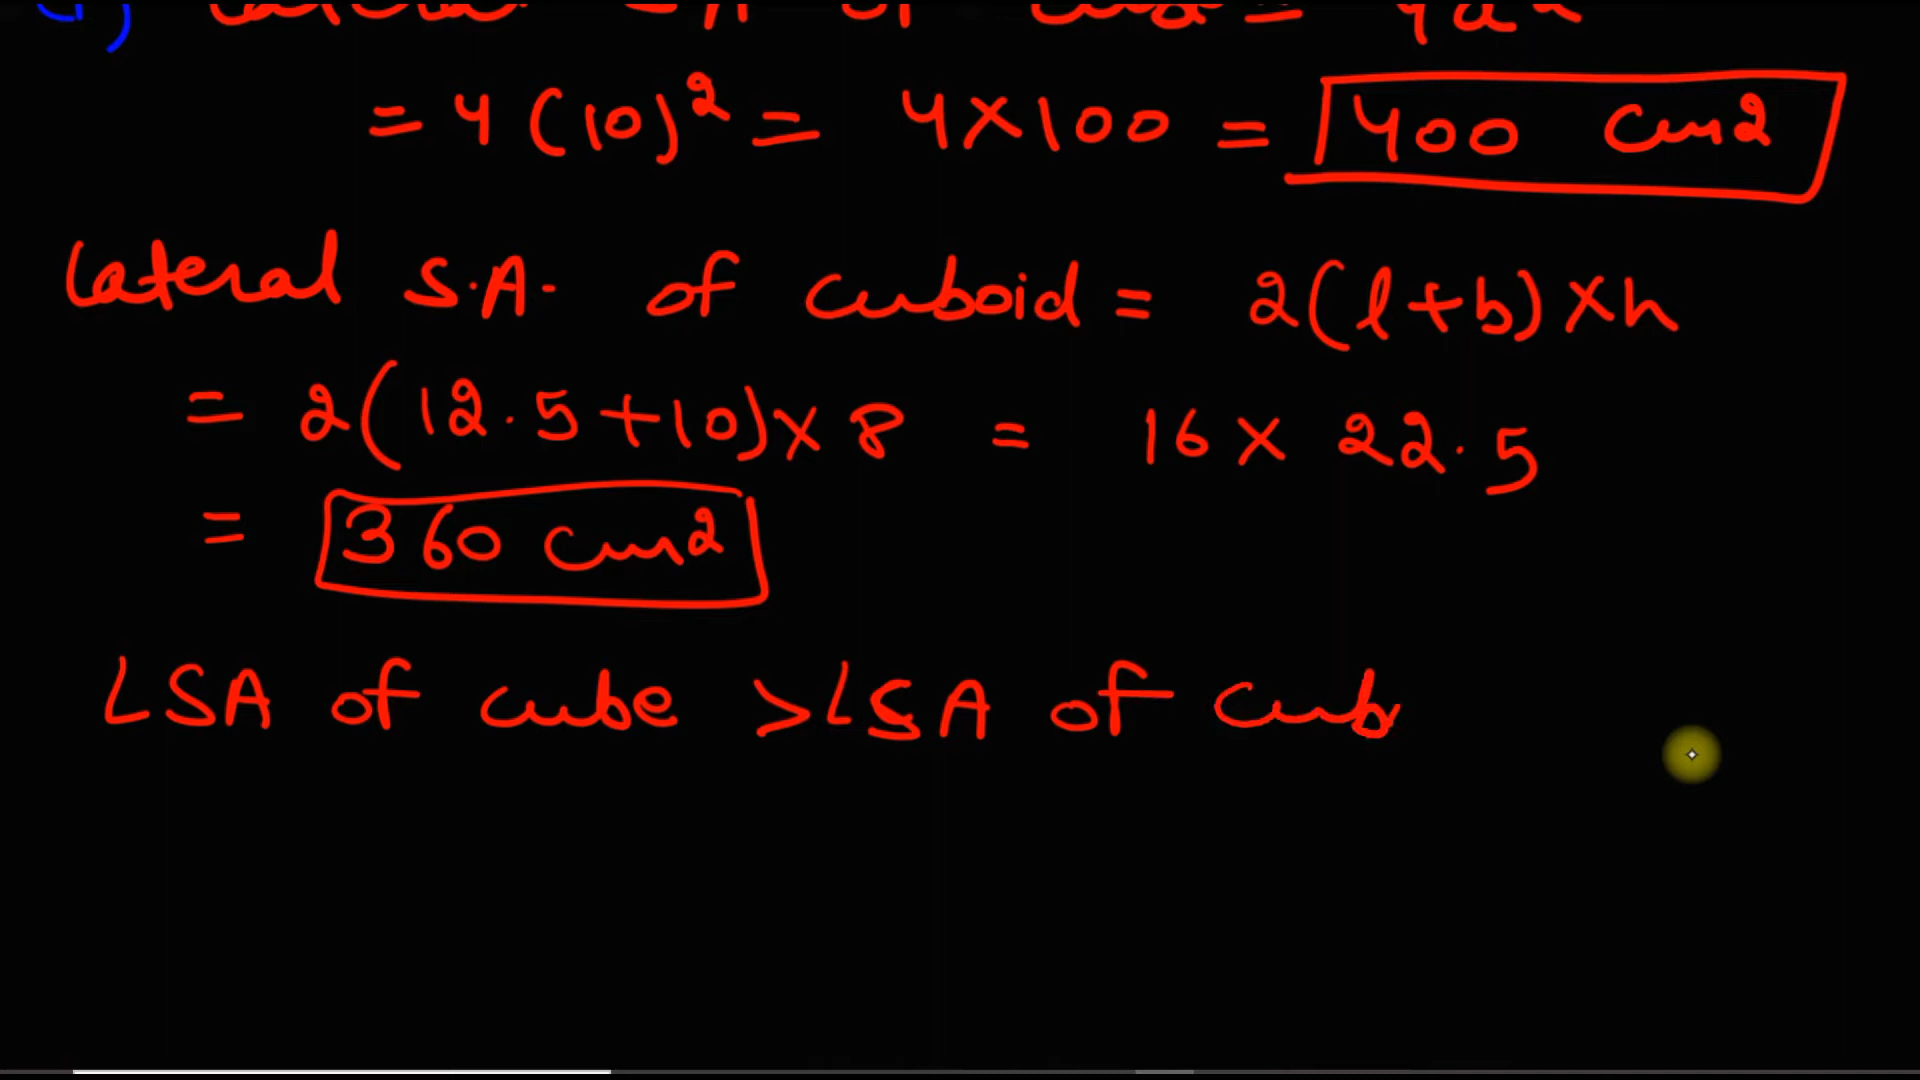 = 4(10)² = 4×100 = 400 cm²
Lateral S.A. of cuboid = 2(l+b)×h
= 2(12.5+10)×8 = 16×22.5
= 360 cm²
LSA of cube > LSA of cub